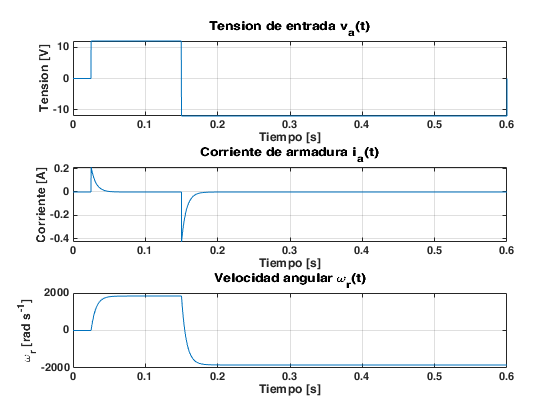 Tension de entrada v_a(t)
Tension [V]
10
0
-10
0 0.1 0.2 0.3 0.4 0.5 0.6
Tiempo [s]
Corriente de armadura i_a(t)
Corriente [A]
0.2
0
-0.2
-0.4
0 0.1 0.2 0.3 0.4 0.5 0.6
Tiempo [s]
Velocidad angular ω_r(t)
ω_r [rad s^-1]
2000
0
-2000
0 0.1 0.2 0.3 0.4 0.5 0.6
Tiempo [s]